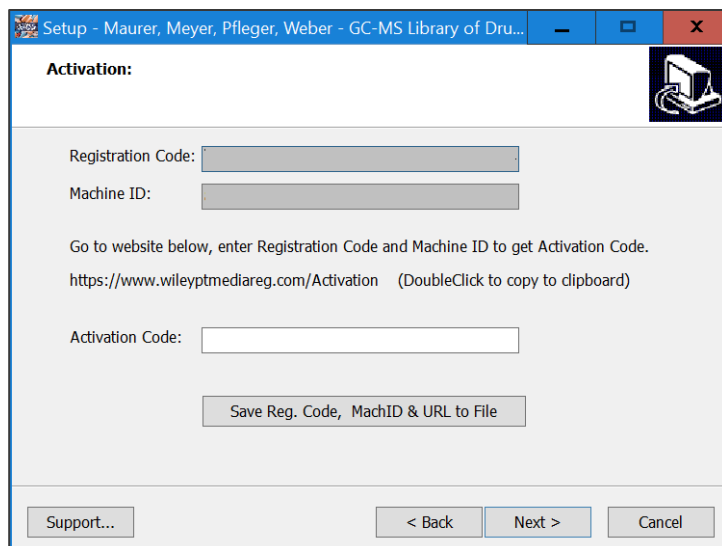 Setup - Maurer, Meyer, Pfleger, Weber - GC-MS Library of Dru...
Activation:
Registration Code:
Machine ID:
Go to website below, enter Registration Code and Machine ID to get Activation Code.
https://www.wileyptmediareg.com/Activation (DoubleClick to copy to clipboard)
Activation Code:
Save Reg. Code, MachID & URL to File
Support...
< Back
Next >
Cancel